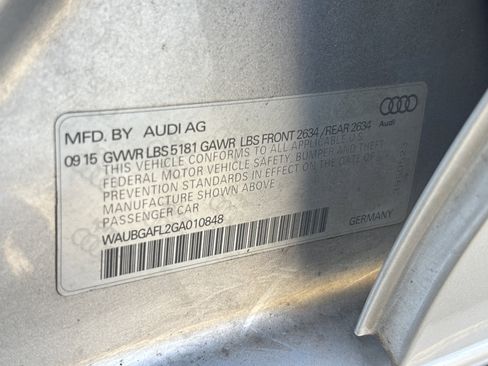 MFD. BY AUDI AG
Audi
09 15 GVWR LBS 5181 GAWR LBS FRONT 2634 / REAR 2634
THIS VEHICLE CONFORMS TO ALL APPLICABLE U.S.
FEDERAL MOTOR VEHICLE SAFETY, BUMPER AND THEFT
PREVENTION STANDARDS IN EFFECT ON THE DATE OF
MANUFACTURE SHOWN ABOVE.
PASSENGER CAR
WAUBGAFL2GA010848
GERMANY